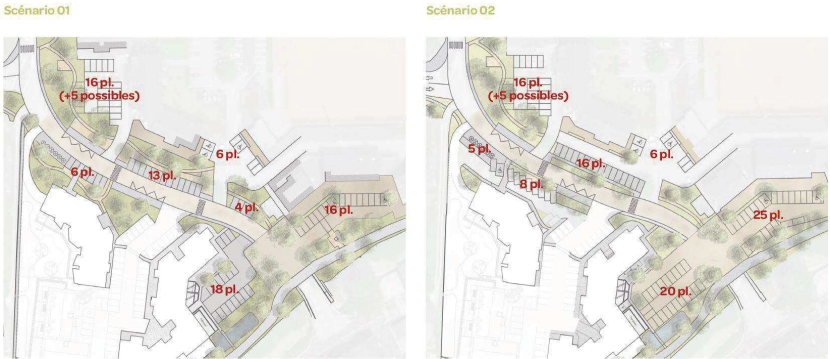 Scénario 01
16 pl.
(+5 possibles)
6 pl.
13 pl.
6 pl.
4 pl.
16 pl.
18 pl.
Scénario 02
16 pl.
(+5 possibles)
5 pl.
16 pl.
6 pl.
8 pl.
25 pl.
20 pl.